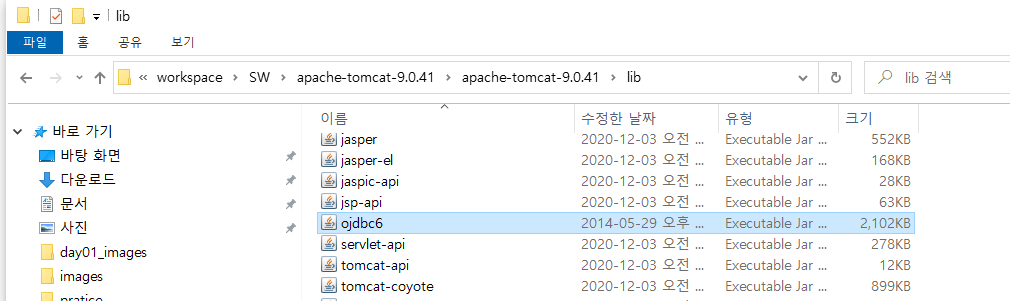 lib
파일 홈 공유 보기
« workspace > SW > apache-tomcat-9.0.41 > apache-tomcat-9.0.41 > lib lib 검색
이름 수정한 날짜 유형 크기
바로 가기
바탕 화면
다운로드
문서
사진
day01_images
images
pratice
jasper 2020-12-03 오전 ... Executable Jar ... 552KB
jasper-el 2020-12-03 오전 ... Executable Jar ... 168KB
jaspic-api 2020-12-03 오전 ... Executable Jar ... 28KB
jsp-api 2020-12-03 오전 ... Executable Jar ... 63KB
ojdbc6 2014-05-29 오후 ... Executable Jar ... 2,102KB
servlet-api 2020-12-03 오전 ... Executable Jar ... 278KB
tomcat-api 2020-12-03 오전 ... Executable Jar ... 12KB
tomcat-coyote 2020-12-03 오전 ... Executable Jar ... 899KB